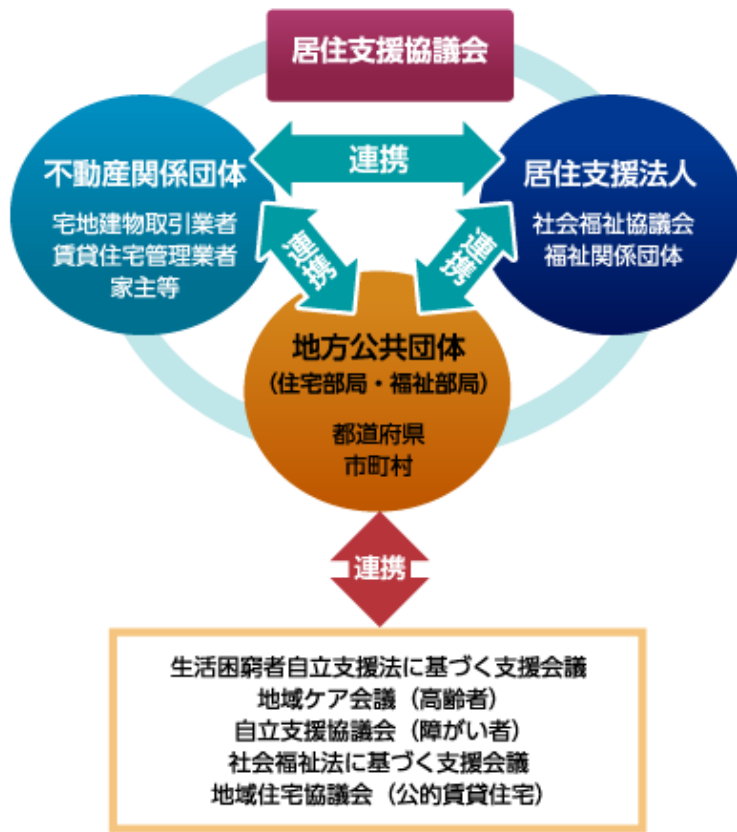 居住支援協議会
不動産関係団体
宅地建物取引業者
賃貸住宅管理業者
家主等
連携
居住支援法人
社会福祉協議会
福祉関係団体
連携
連携
地方公共団体
（住宅部局・福祉部局）
都道府県
市町村
連携
生活困窮者自立支援法に基づく支援会議
地域ケア会議（高齢者）
自立支援協議会（障がい者）
社会福祉法に基づく支援会議
地域住宅協議会（公的賃貸住宅）